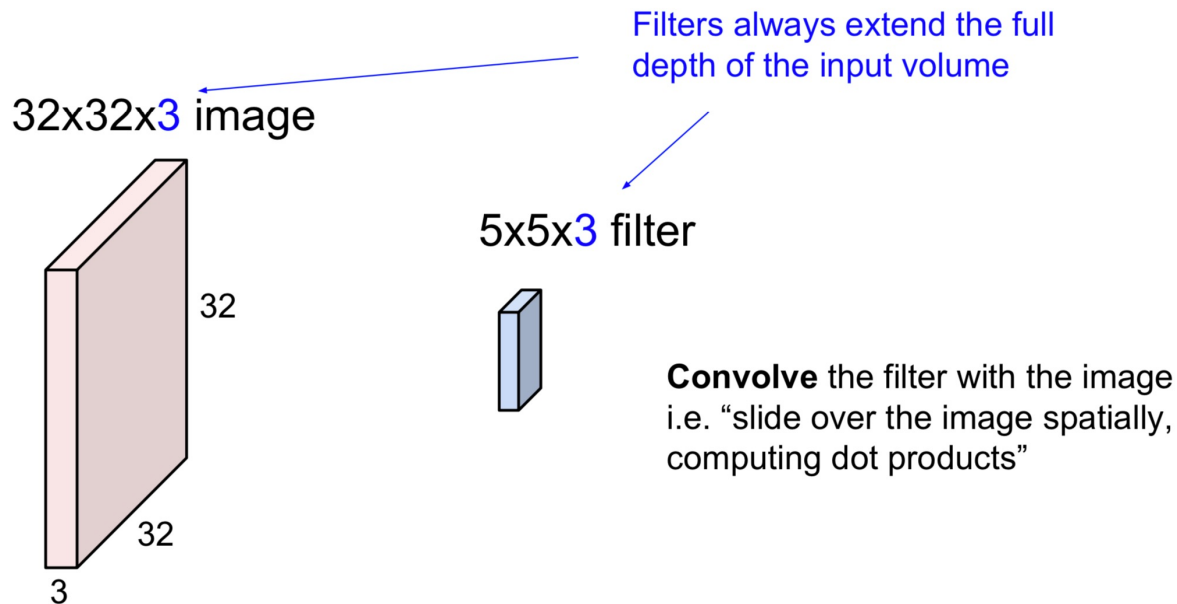 Filters always extend the full
depth of the input volume
32x32x3 image
5x5x3 filter
32
Convolve the filter with the image
i.e. “slide over the image spatially,
computing dot products”
32
3